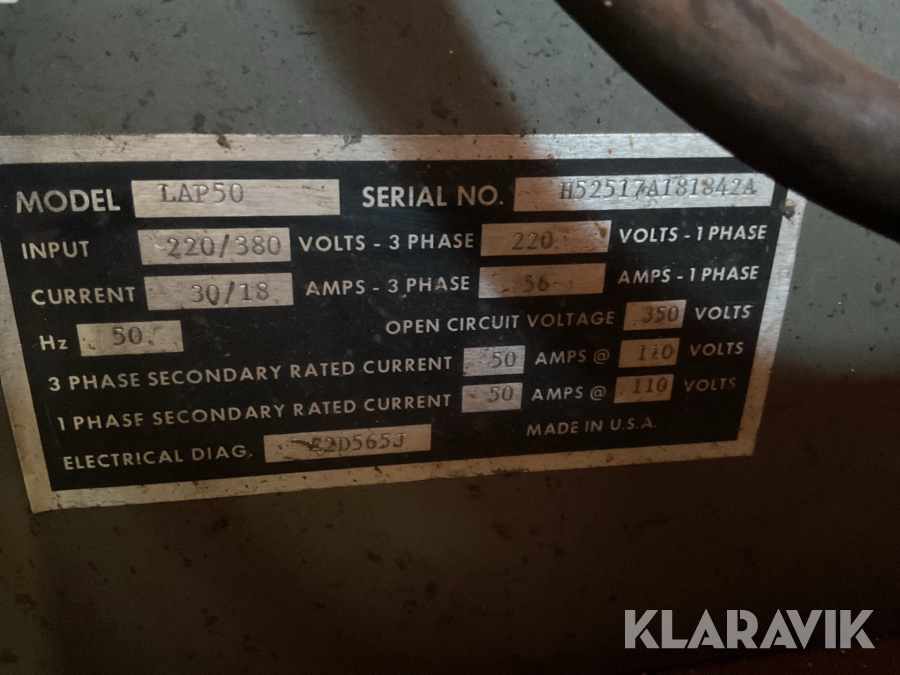 MODEL LAP50 SERIAL NO. H52517A181842A
INPUT 220/380 VOLTS - 3 PHASE 220 VOLTS - 1 PHASE
CURRENT 30/18 AMPS - 3 PHASE 56 AMPS - 1 PHASE
Hz 50 OPEN CIRCUIT VOLTAGE 350 VOLTS
3 PHASE SECONDARY RATED CURRENT 50 AMPS @ 110 VOLTS
1 PHASE SECONDARY RATED CURRENT 50 AMPS @ 110 VOLTS
ELECTRICAL DIAG. MADE IN U.S.A.
KLARAVIK